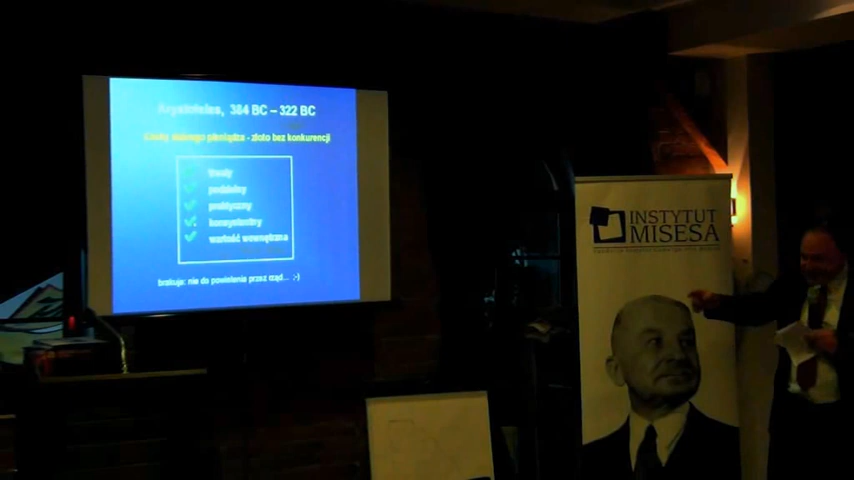 Arystoteles, 384 BC – 322 BC
Cechy dobrego pieniądza - złoto bez konkurencji
trwały
podzielny
praktyczny
konsystentny
wartość wewnętrzna
brakuje: nie do powielenia przez rząd... :-)
INSTYTUT
MISESA